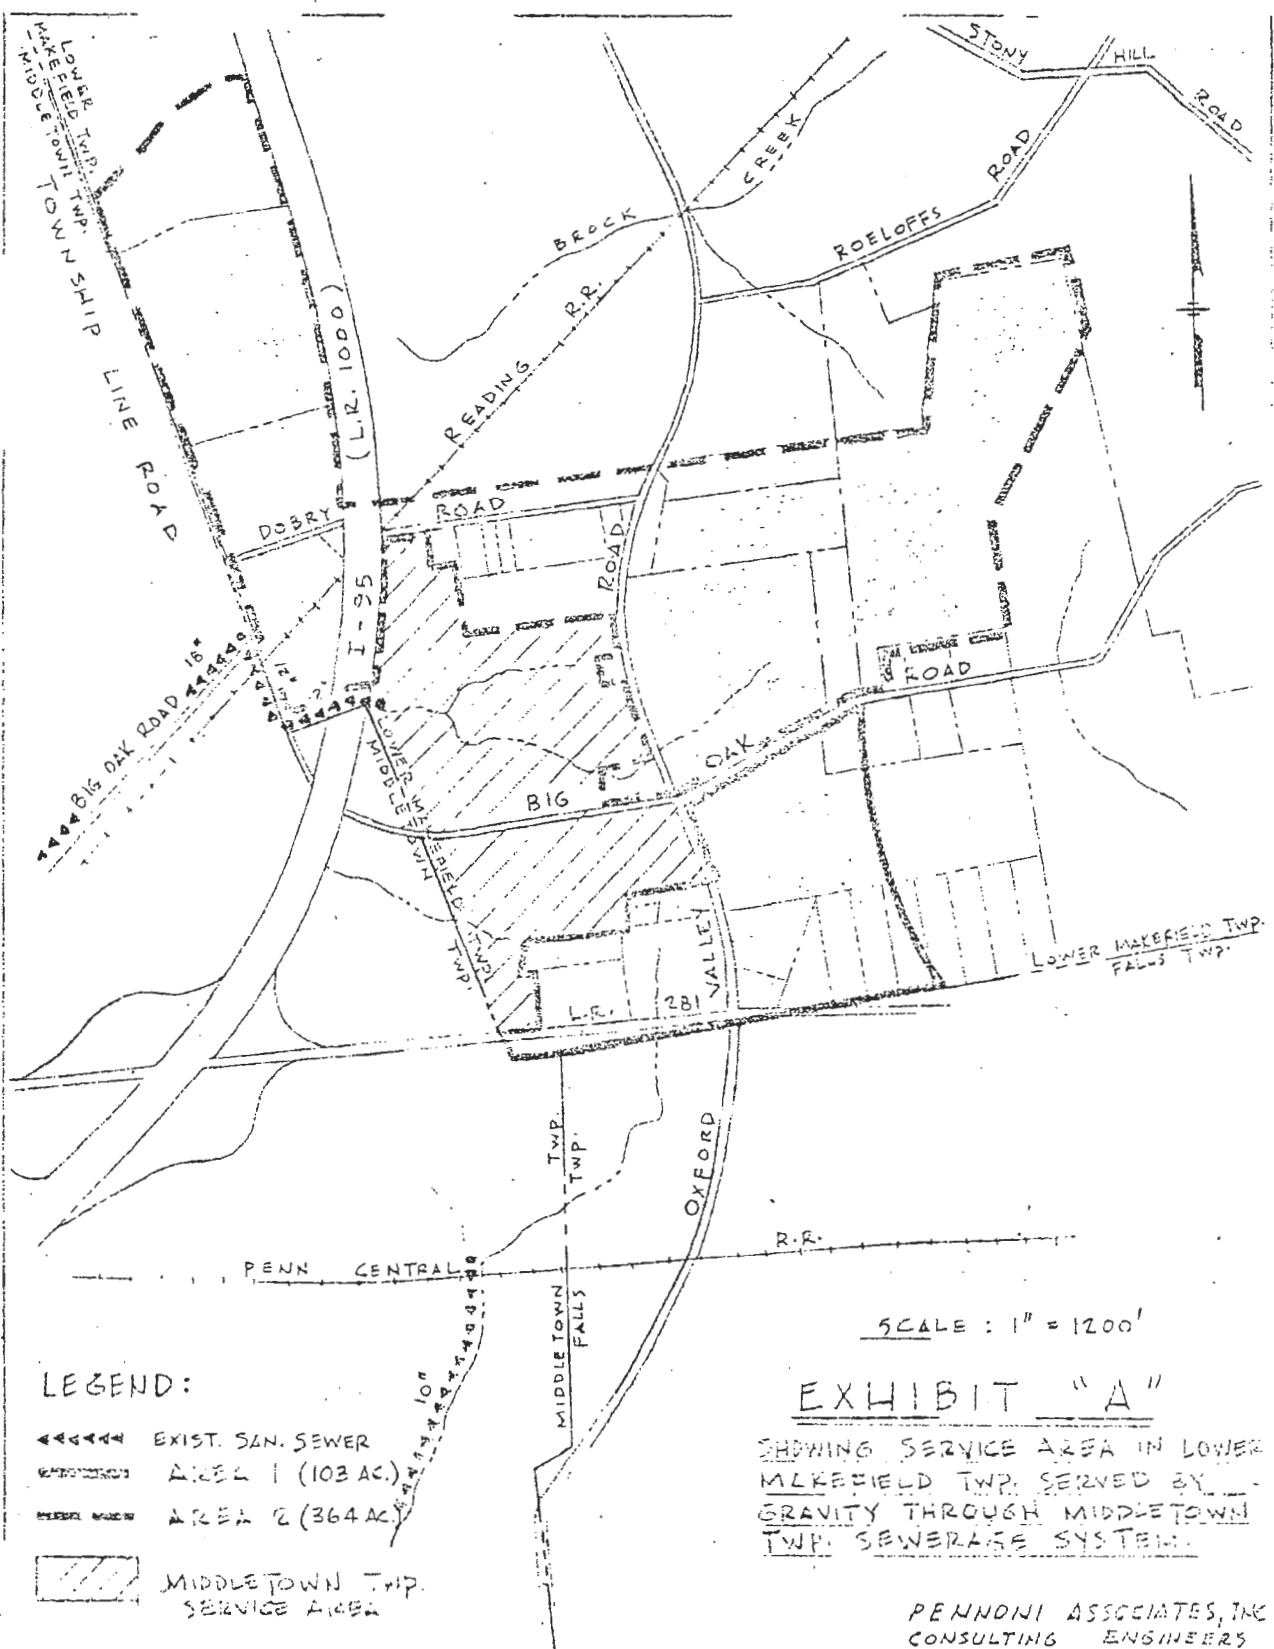 LOWER
MAKEFIELD TWP.
MIDDLETOWN TWP.
TOWNSHIP LINE ROAD
STONY HILL ROAD
BROCK CREEK
ROELOFFS ROAD
READING R.R.
(L.R. 1000)
I-95
DOBRY ROAD
ROAD
18"
12"
BIG OAK ROAD
LOWER MAKEFIELD TWP.
MIDDLETOWN TWP.
BIG OAK ROAD
L.R. 281
VALLEY
LOWER MAKEFIELD TWP.
FALLS TWP.
OXFORD
MIDDLETOWN TWP.
FALLS TWP.
PENN CENTRAL R.R.
10"
SCALE : 1" = 1200'
EXHIBIT "A"
SHOWING SERVICE AREA IN LOWER
MAKEFIELD TWP. SERVED BY
GRAVITY THROUGH MIDDLETOWN
TWP. SEWERAGE SYSTEM.
LEGEND:
EXIST. SAN. SEWER
AREA 1 (103 AC.)
AREA 2 (364 AC.)
MIDDLETOWN TWP.
SERVICE AREA
PENNONI ASSOCIATES, INC
CONSULTING ENGINEERS